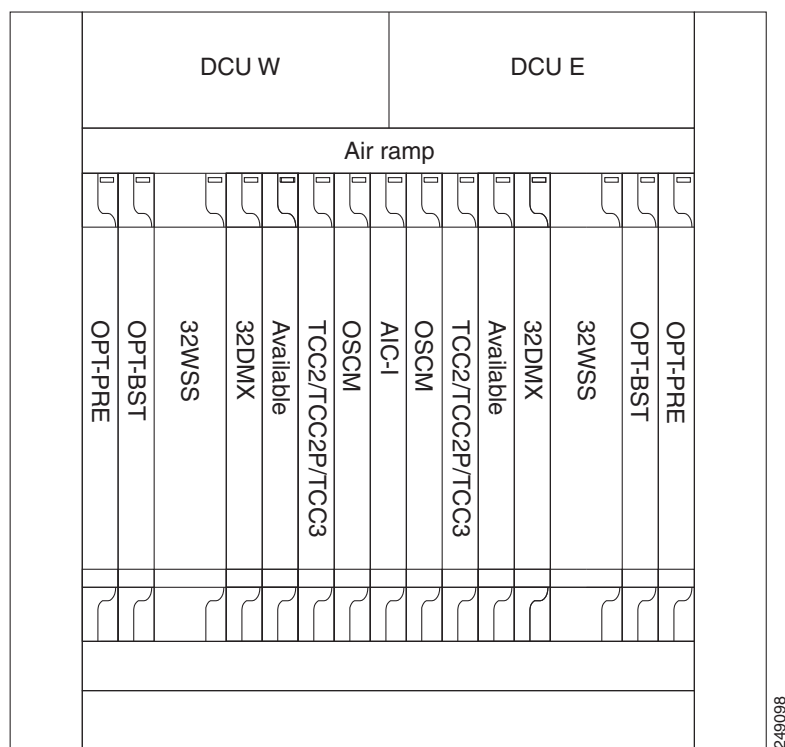 DCU W
DCU E
Air ramp
OPT-PRE
OPT-BST
32WSS
32DMX
Available
TCC2/TCC2P/TCC3
OSCM
AIC-I
OSCM
TCC2/TCC2P/TCC3
Available
32DMX
32WSS
OPT-BST
OPT-PRE
249098